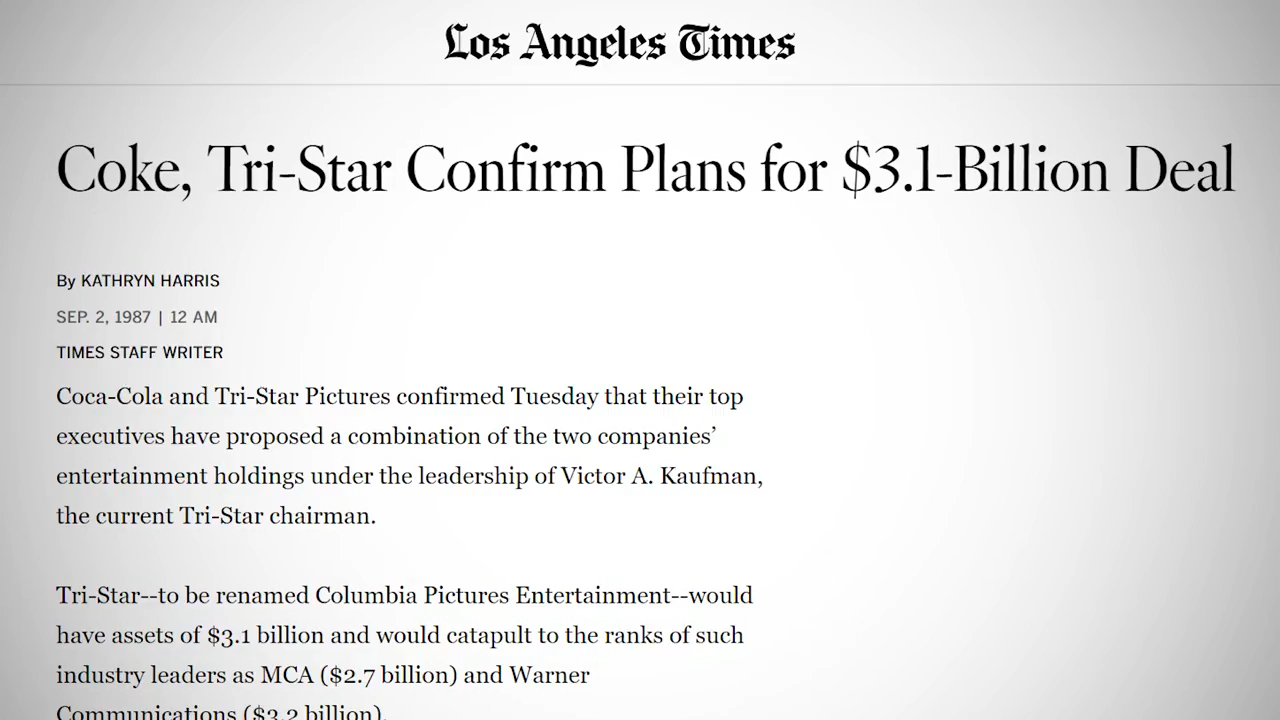 Los Angeles Times
Coke, Tri-Star Confirm Plans for $3.1-Billion Deal
By KATHRYN HARRIS
SEP. 2, 1987 | 12 AM
TIMES STAFF WRITER
Coca-Cola and Tri-Star Pictures confirmed Tuesday that their top
executives have proposed a combination of the two companies’
entertainment holdings under the leadership of Victor A. Kaufman,
the current Tri-Star chairman.
Tri-Star--to be renamed Columbia Pictures Entertainment--would
have assets of $3.1 billion and would catapult to the ranks of such
industry leaders as MCA ($2.7 billion) and Warner
Communications ($3.2 billion).